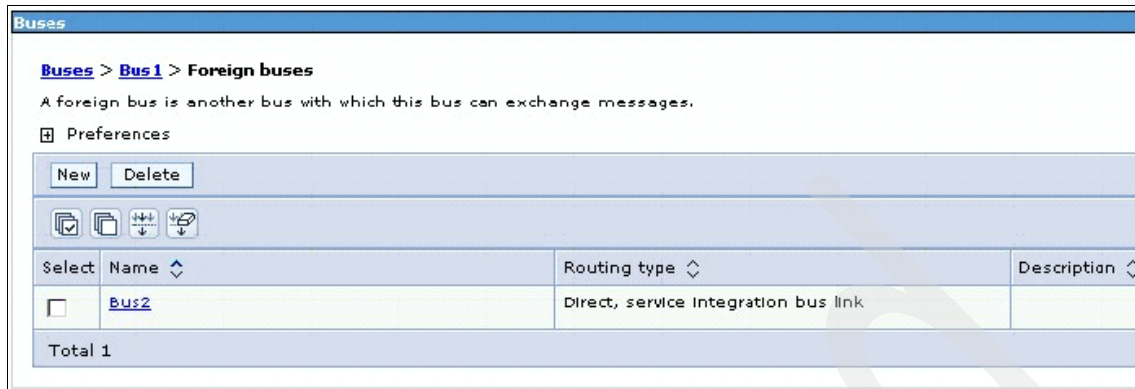 Buses
Buses > Bus1 > Foreign buses
A foreign bus is another bus with which this bus can exchange messages.
Preferences
New Delete
Select Name Routing type Description
Bus2 Direct, service integration bus link
Total 1